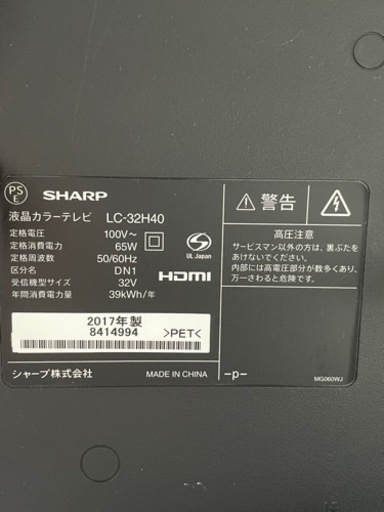 PS E
SHARP
液晶カラーテレビ LC-32H40
定格電圧 100V~
定格消費電力 65W
定格周波数 50/60Hz
区分名 DN1
受信機型サイズ 32V
年間消費電力量 39kWh/年
S
UL Japan
HDMI
2017年製
8414994
>PET<
シャープ株式会社 MADE IN CHINA
警告
高圧注意
サービスマン以外の方は、裏ぶたを
あけないでください。
内部には高電圧部分が数多く、
万一さわると危険です。
-p-
MG060WJ